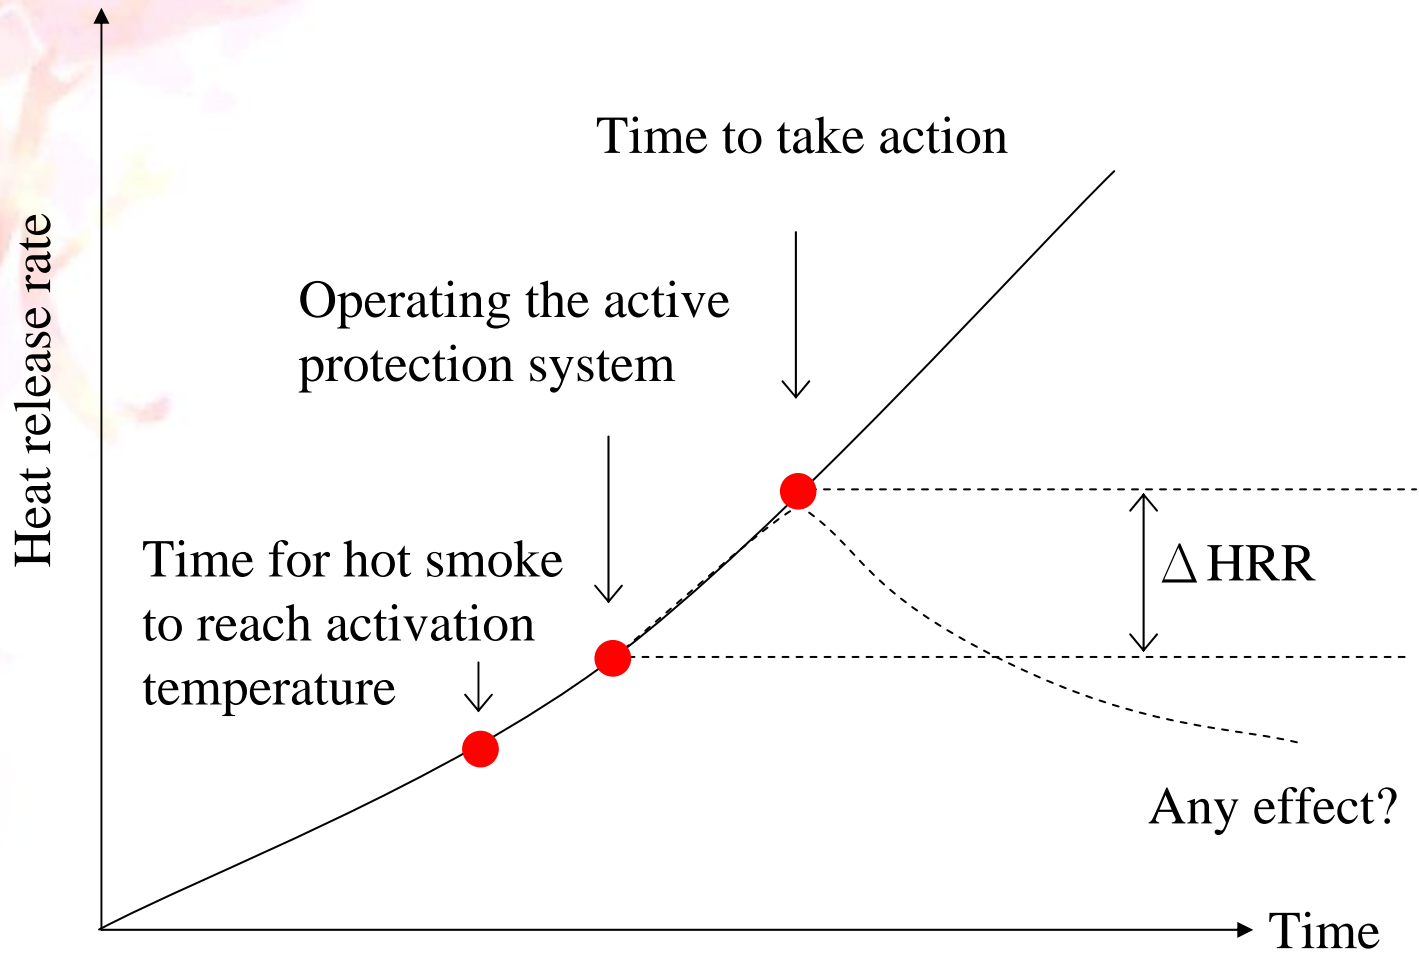 Time to take action
Operating the active
protection system
Heat release rate
Time for hot smoke
to reach activation
temperature
Δ HRR
Any effect?
Time